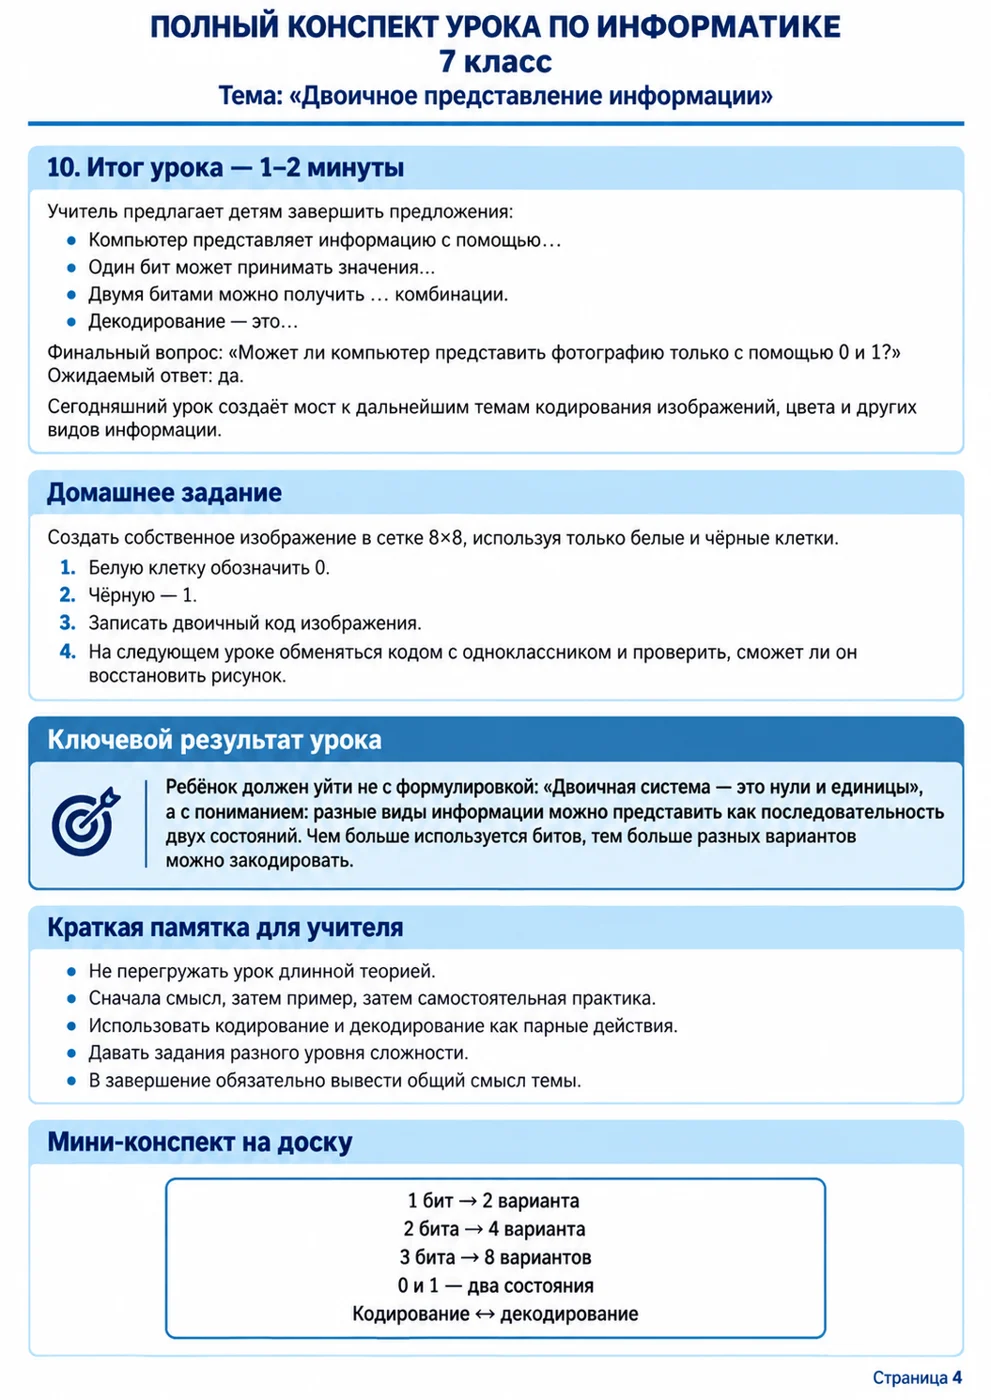 ПОЛНЫЙ КОНСПЕКТ УРОКА ПО ИНФОРМАТИКЕ
7 класс
Тема: «Двоичное представление информации»
10. Итог урока — 1–2 минуты
Учитель предлагает детям завершить предложения:
• Компьютер представляет информацию с помощью…
• Один бит может принимать значения…
• Двумя битами можно получить … комбинации.
• Декодирование — это…
Финальный вопрос: «Может ли компьютер представить фотографию только с помощью 0 и 1?»
Ожидаемый ответ: да.
Сегодняшний урок создаёт мост к дальнейшим темам кодирования изображений, цвета и других
видов информации.
Домашнее задание
Создать собственное изображение в сетке 8×8, используя только белые и чёрные клетки.
1. Белую клетку обозначить 0.
2. Чёрную — 1.
3. Записать двоичный код изображения.
4. На следующем уроке обменяться кодом с одноклассником и проверить, сможет ли он
восстановить рисунок.
Ключевой результат урока
Ребёнок должен уйти не с формулировкой: «Двоичная система — это нули и единицы»,
а с пониманием: разные виды информации можно представить как последовательность
двух состояний. Чем больше используется битов, тем больше разных вариантов
можно закодировать.
Краткая памятка для учителя
• Не перегружать урок длинной теорией.
• Сначала смысл, затем пример, затем самостоятельная практика.
• Использовать кодирование и декодирование как парные действия.
• Давать задания разного уровня сложности.
• В завершение обязательно вывести общий смысл темы.
Мини-конспект на доску
1 бит → 2 варианта
2 бита → 4 варианта
3 бита → 8 вариантов
0 и 1 — два состояния
Кодирование ↔ декодирование
Страница 4